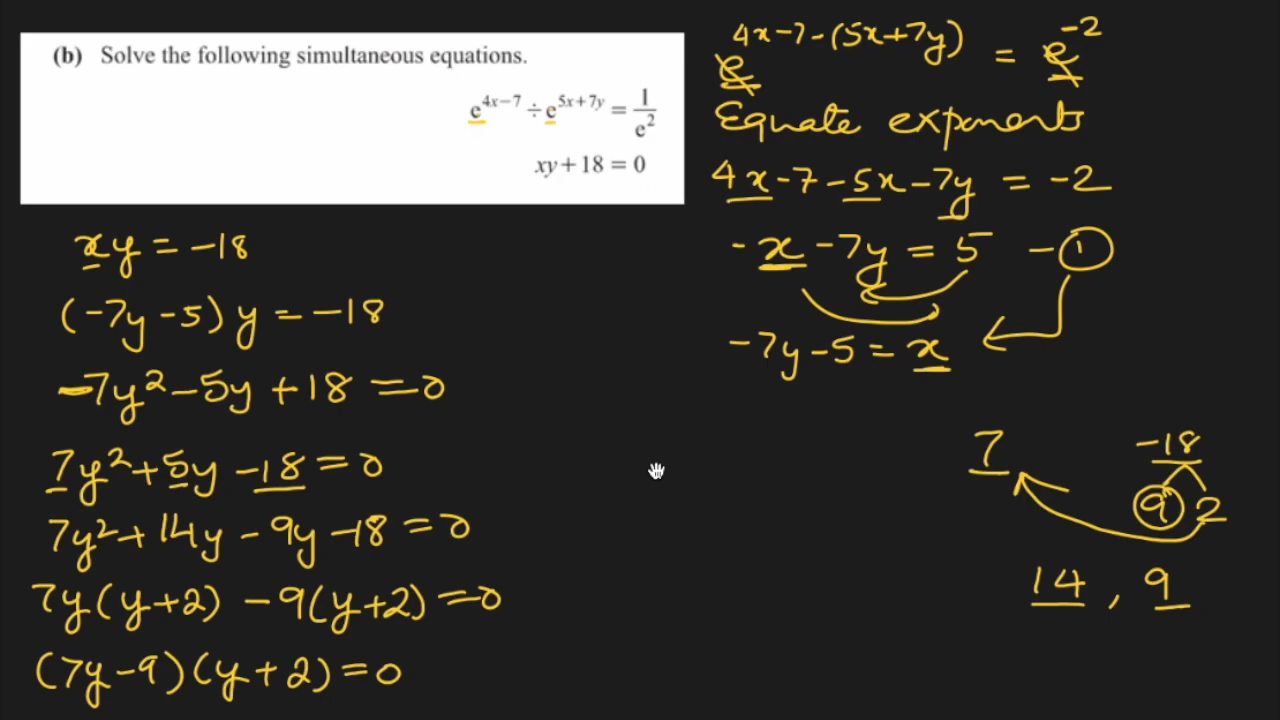 (b) Solve the following simultaneous equations.
e^{4x−7} ÷ e^{5x+7y} = 1/e²
xy + 18 = 0
e^{4x-7-(5x+7y)} = e^{-2}
Equate exponents
4x -7 -5x -7y = -2
-x -7y = 5 - ①
-7y -5 = x
xy = -18
(-7y -5) y = -18
-7y² -5y +18 = 0
7y² +5y -18 = 0
7y² + 14y - 9y -18 = 0
7y(y+2) -9(y+2) = 0
(7y-9)(y+2) = 0
7 -18
9 2
14 , 9